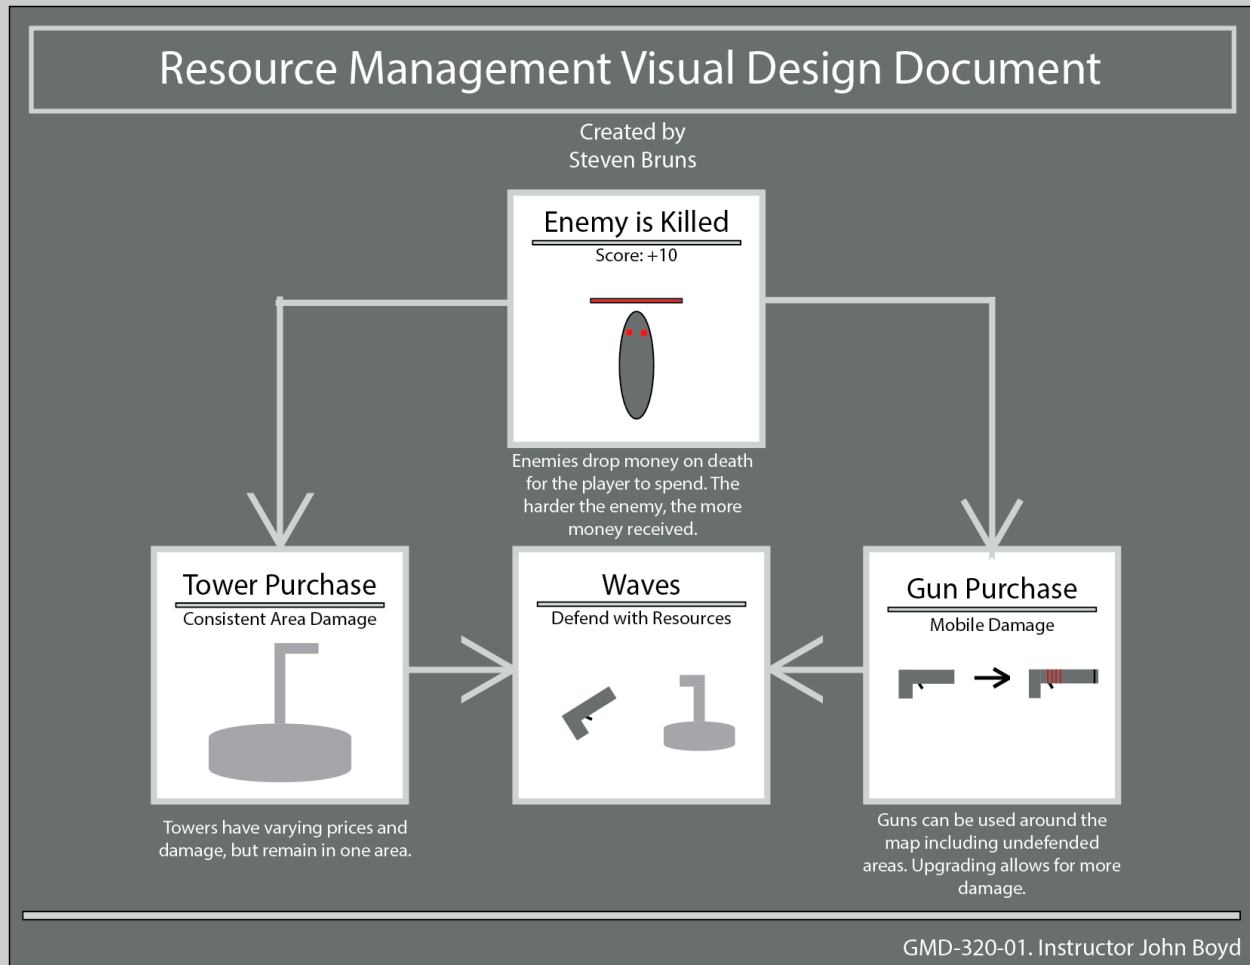 Resource Management Visual Design Document
Created by
Steven Bruns
Enemy is Killed
Score: +10
Enemies drop money on death
for the player to spend. The
harder the enemy, the more
money received.
Tower Purchase
Consistent Area Damage
Towers have varying prices and
damage, but remain in one area.
Waves
Defend with Resources
Gun Purchase
Mobile Damage
Guns can be used around the
map including undefended
areas. Upgrading allows for more
damage.
GMD-320-01. Instructor John Boyd